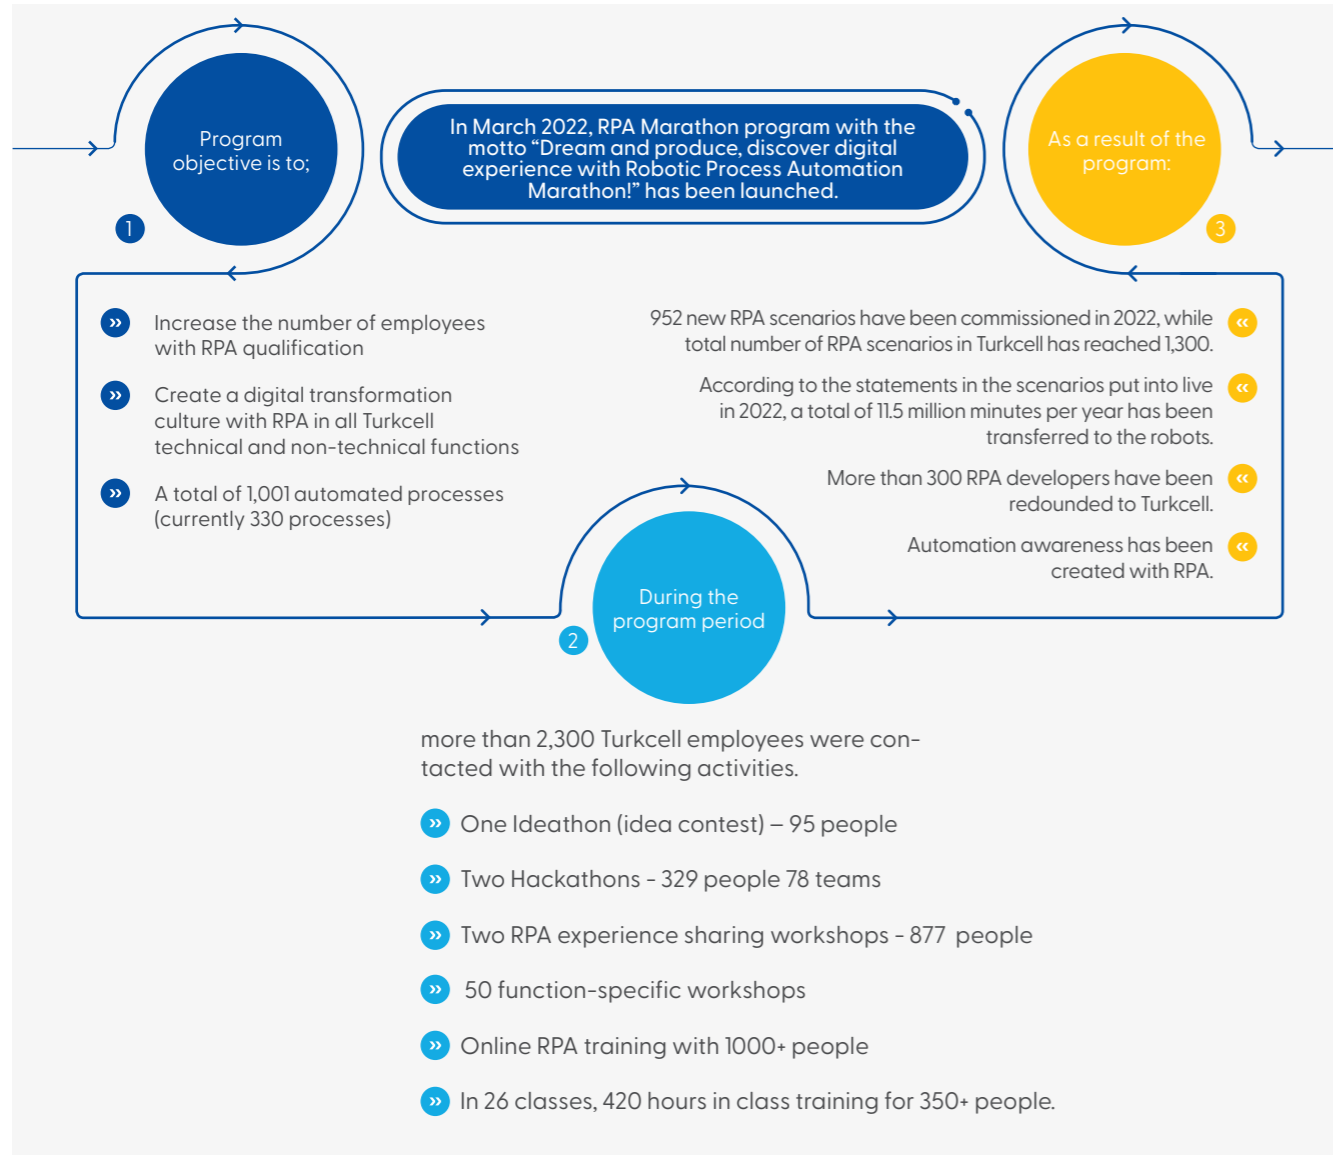 In March 2022, RPA Marathon program with the
motto “Dream and produce, discover digital
experience with Robotic Process Automation
Marathon!” has been launched.
Program
objective is to;
1
»
Increase the number of employees
with RPA qualification
»
Create a digital transformation
culture with RPA in all Turkcell
technical and non-technical functions
»
A total of 1,001 automated processes
(currently 330 processes)
During the
program period
2
more than 2,300 Turkcell employees were con-
tacted with the following activities.
» One Ideathon (idea contest) – 95 people
» Two Hackathons - 329 people 78 teams
» Two RPA experience sharing workshops - 877 people
» 50 function-specific workshops
» Online RPA training with 1000+ people
» In 26 classes, 420 hours in class training for 350+ people.
As a result of the
program:
3
952 new RPA scenarios have been commissioned in 2022, while «
total number of RPA scenarios in Turkcell has reached 1,300.
According to the statements in the scenarios put into live «
in 2022, a total of 11.5 million minutes per year has been
transferred to the robots.
More than 300 RPA developers have been «
redounded to Turkcell.
Automation awareness has been «
created with RPA.